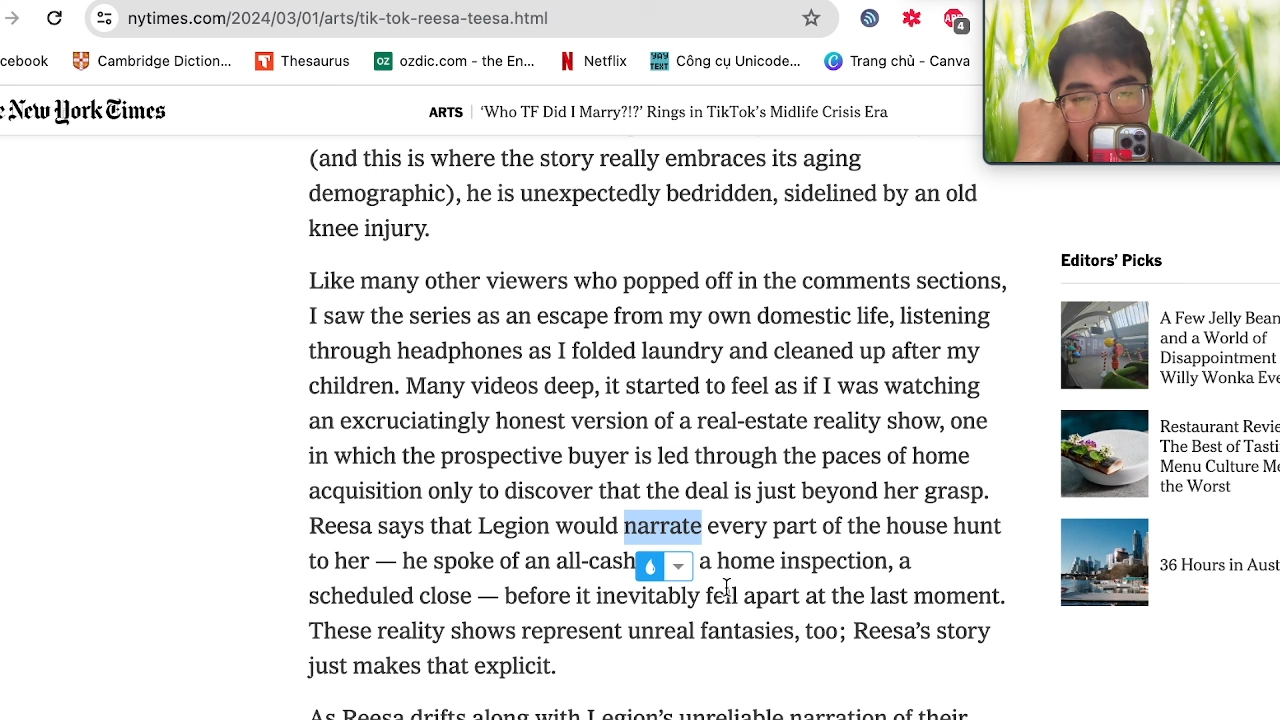 nytimes.com/2024/03/01/arts/tik-tok-reesa-teesa.html
ABP
4
cebook
Cambridge Diction...
T
Thesaurus
OZ
ozdic.com - the En...
N
Netflix
YAY
TEXT
Công cụ Unicode...
C
Trang chủ - Canva
New York Times
ARTS | ‘Who TF Did I Marry?!?’ Rings in TikTok’s Midlife Crisis Era
(and this is where the story really embraces its aging
demographic), he is unexpectedly bedridden, sidelined by an old
knee injury.
Like many other viewers who popped off in the comments sections,
I saw the series as an escape from my own domestic life, listening
through headphones as I folded laundry and cleaned up after my
children. Many videos deep, it started to feel as if I was watching
an excruciatingly honest version of a real-estate reality show, one
in which the prospective buyer is led through the paces of home
acquisition only to discover that the deal is just beyond her grasp.
Reesa says that Legion would narrate every part of the house hunt
to her — he spoke of an all-cash a home inspection, a
scheduled close — before it inevitably fell apart at the last moment.
These reality shows represent unreal fantasies, too; Reesa’s story
just makes that explicit.
As Reesa drifts along with Legion’s unreliable narration of their
Editors’ Picks
A Few Jelly Bean
and a World of
Disappointment
Willy Wonka Eve
Restaurant Revie
The Best of Tasti
Menu Culture Me
the Worst
36 Hours in Aust